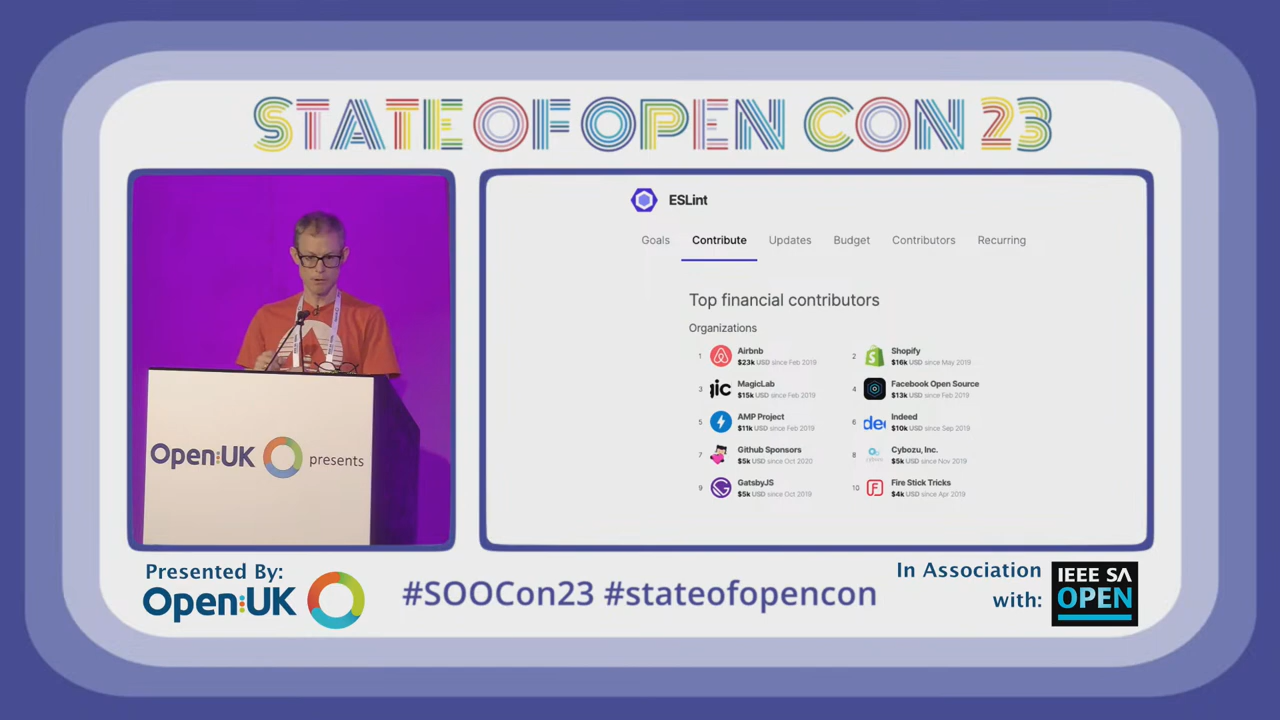 STATE OF OPEN CON 23
ESLint
Goals Contribute Updates Budget Contributors Recurring
Top financial contributors
Organizations
1 Airbnb
$23k USD since Feb 2019
2 Shopify
$16k USD since May 2019
3 MagicLab
$15k USD since Feb 2019
4 Facebook Open Source
$13k USD since Feb 2019
5 AMP Project
$11k USD since Feb 2019
6 Indeed
$10k USD since Sep 2019
7 Github Sponsors
$5k USD since Oct 2020
8 Cybozu, Inc.
$5k USD since Nov 2019
9 GatsbyJS
$5k USD since Oct 2019
10 Fire Stick Tricks
$4k USD since Apr 2019
Open:UK presents
Presented By:
Open:UK
#SOOCon23 #stateofopencon
In Association
with:
IEEE SA
OPEN